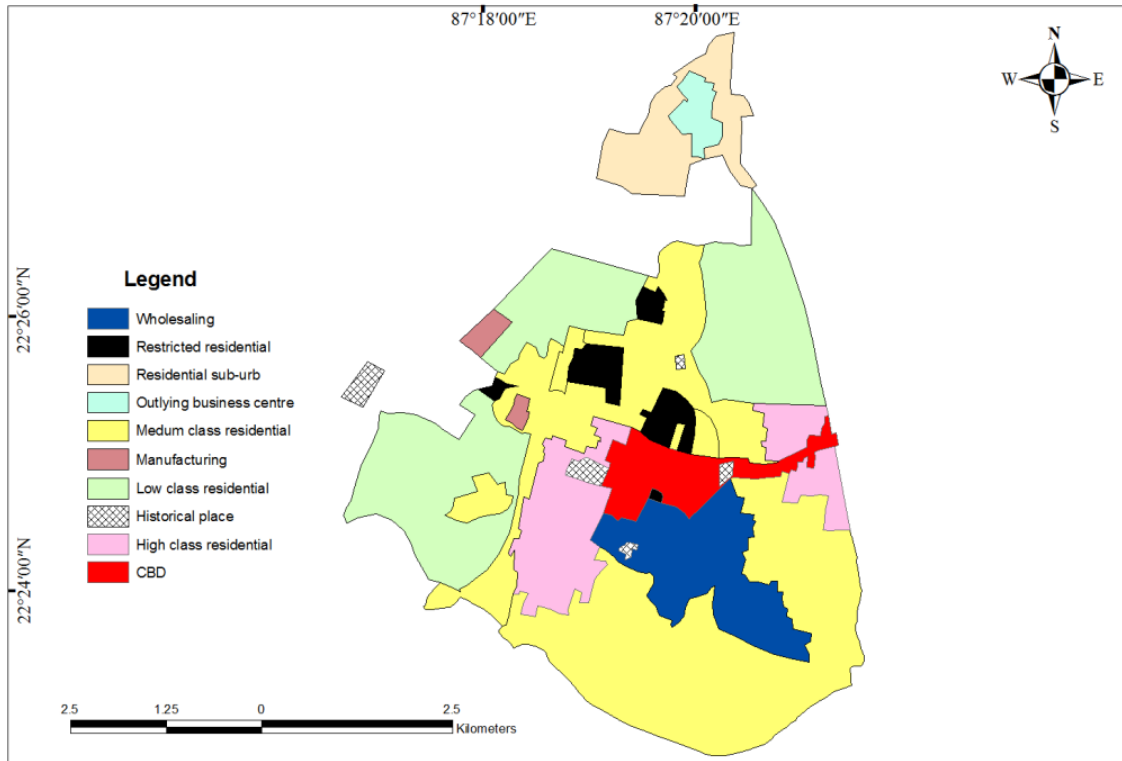 87°18'00"E
87°20'00"E
N
W
E
S
22°26'00"N
22°24'00"N
Legend
Wholesaling
Restricted residential
Residential sub-urb
Outlying business centre
Medum class residential
Manufacturing
Low class residential
Historical place
High class residential
CBD
2.5 1.25 0 2.5
Kilometers